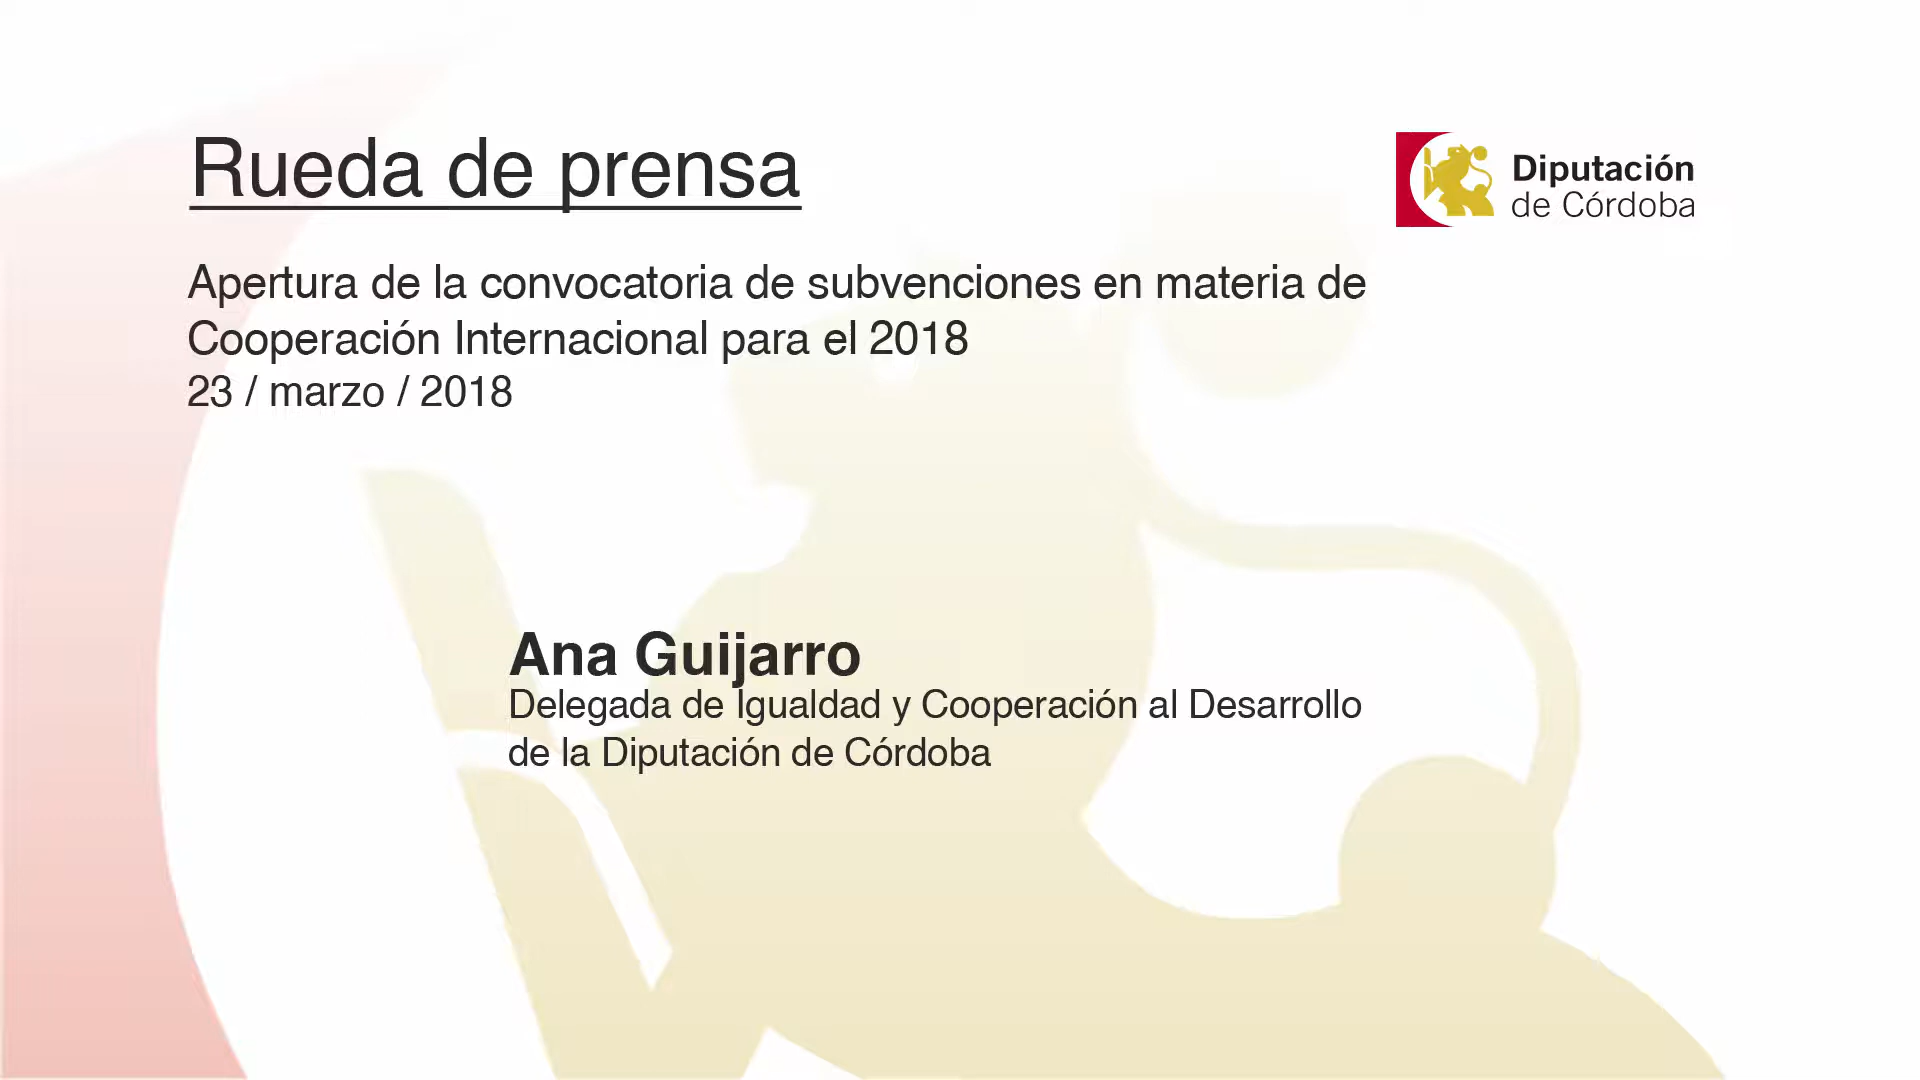 Rueda de prensa
Diputación
de Córdoba
Apertura de la convocatoria de subvenciones en materia de
Cooperación Internacional para el 2018
23 / marzo / 2018
Ana Guijarro
Delegada de Igualdad y Cooperación al Desarrollo
de la Diputación de Córdoba